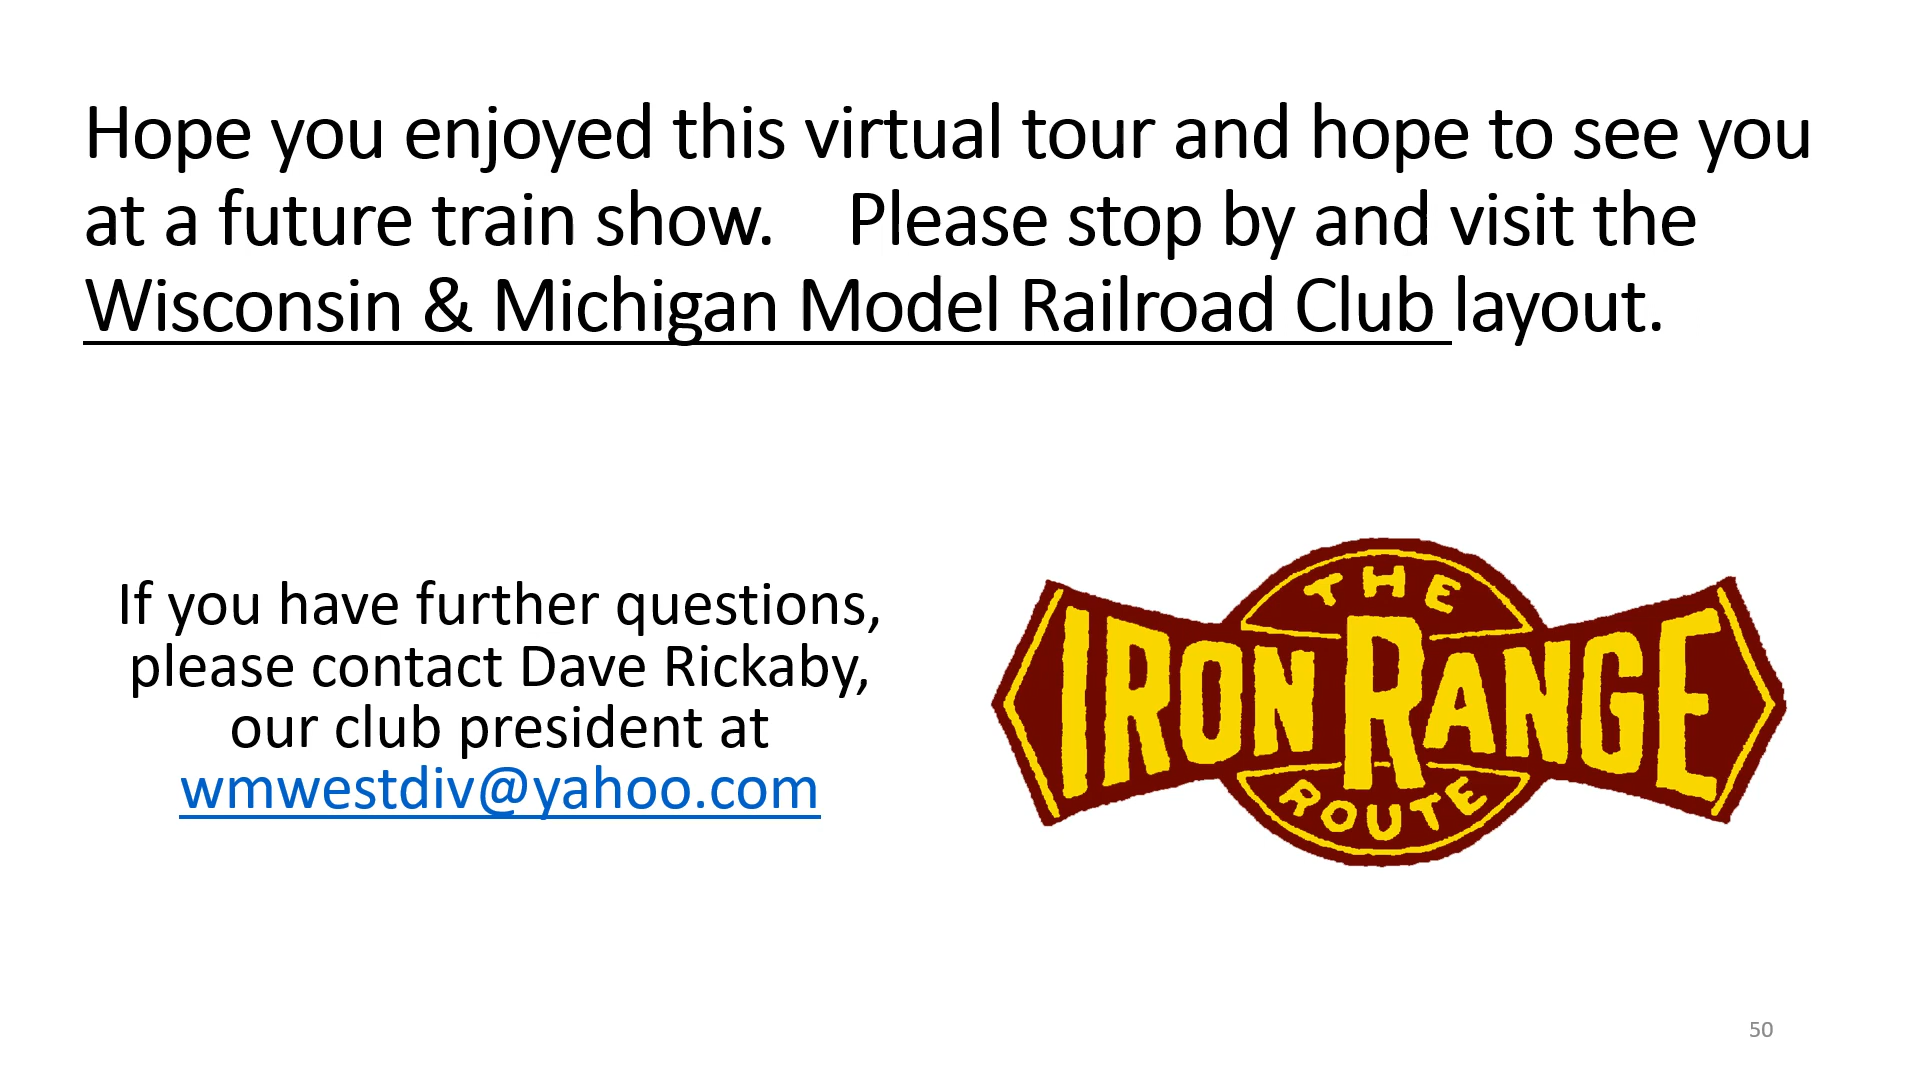 Hope you enjoyed this virtual tour and hope to see you
at a future train show.    Please stop by and visit the
Wisconsin & Michigan Model Railroad Club layout.
If you have further questions,
please contact Dave Rickaby,
our club president at
wmwestdiv@yahoo.com
THE
IRON RANGE
ROUTE
50